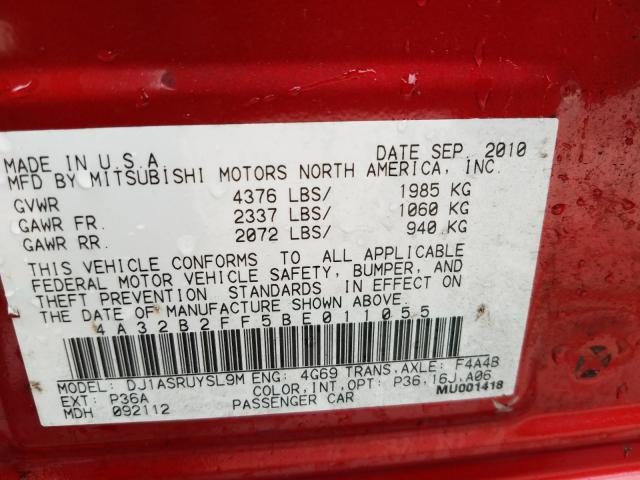 MADE IN U.S.A. DATE SEP. 2010
MFD BY MITSUBISHI MOTORS NORTH AMERICA, INC.
GVWR 4376 LBS/ 1985 KG
GAWR FR. 2337 LBS/ 1060 KG
GAWR RR. 2072 LBS/ 940 KG
THIS VEHICLE CONFORMS TO ALL APPLICABLE
FEDERAL MOTOR VEHICLE SAFETY, BUMPER, AND
THEFT PREVENTION STANDARDS IN EFFECT ON
THE DATE OF MANUFACTURE SHOWN ABOVE.
4A32B2FF5BE011055
MODEL: DJ1ASRUYSL9M ENG: 4G69 TRANS,AXLE: F4A4B
EXT: P36A COLOR,INT,OPT: P36,16J,A06
MDH 092112 PASSENGER CAR MU001418